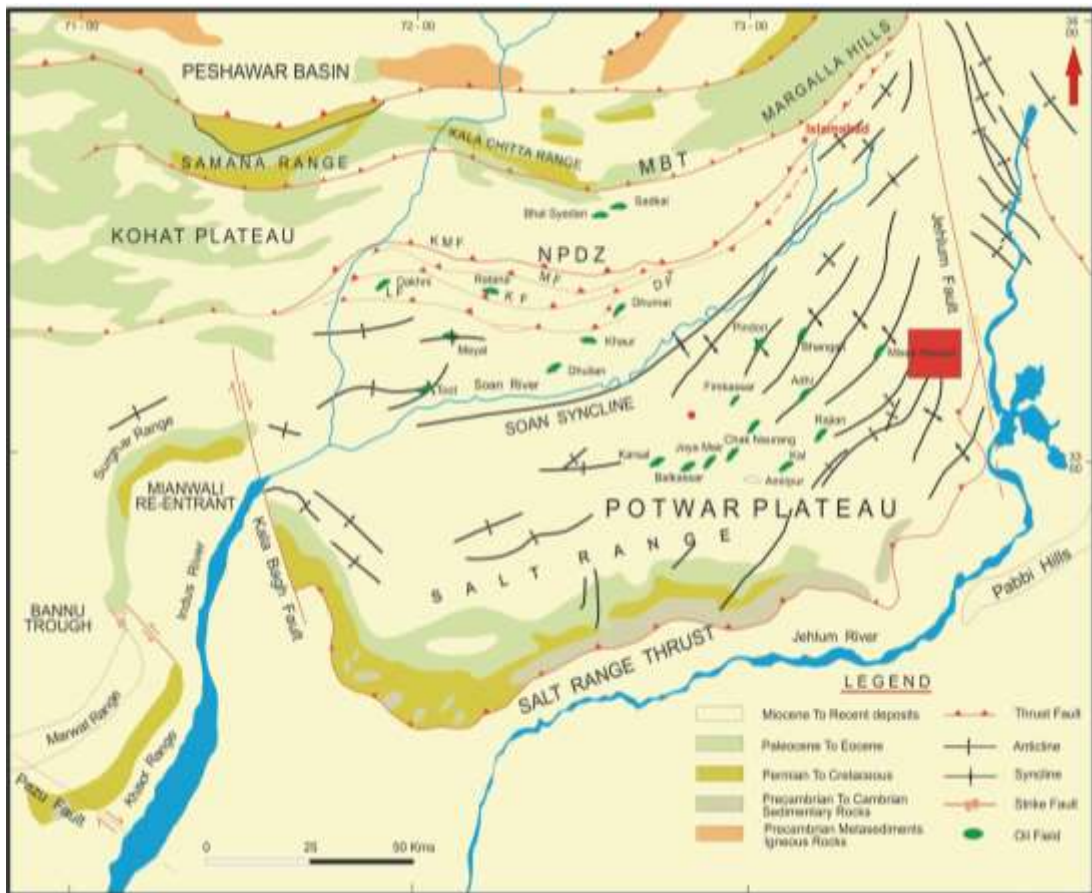 71 - 00
72 - 00
73 - 00
PESHAWAR BASIN
MARGALLA HILLS
Islamabad
KALA CHITTA RANGE
SAMANA RANGE
MBT
Sadkal
Bhal Syedan
KOHAT PLATEAU
KMF
NPDZ
MF
DF
Dakhni
LF
Ratana
KF
Dhurnal
Jehlum Fault
Khaur
Meyal
Pindori
Bhangali
Dhulian
Toot
Soan River
Fimkassar
Adhi
SOAN SYNCLINE
Surghar Range
Rajian
Chak Naurang
Joya Mair
Kal
Karsal
Balkassar
MIANWALI
RE-ENTRANT
POTWAR PLATEAU
SALT RANGE
Kala Bagh Fault
Indus River
Pabbi Hills
BANNU
TROUGH
Jehlum River
SALT RANGE THRUST
Marwat Range
Khisor Range
Pezu Fault
LEGEND
Miocene To Recent deposits
Thrust Fault
Paleocene To Eocene
Anticline
Permian To Cretaceous
Syncline
Precambrian To Cambrian
Sedimentary Rocks
Strike Fault
Precambrian Metasediments
Igneous Rocks
Oil Field
0 25 50 Kms